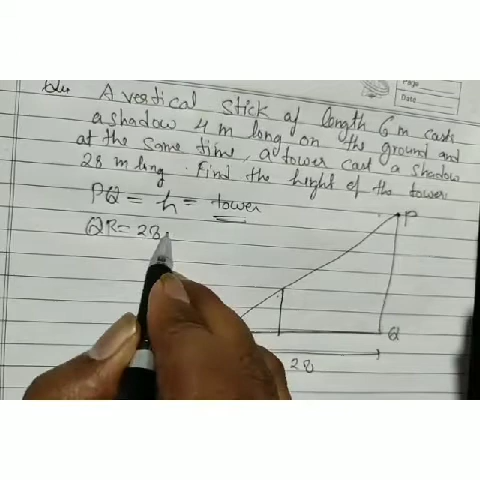 Page
Date
Que. A vertical stick of length 6 m casts
a shadow 4 m long on the ground and
at the same time, a tower cast a shadow
28 m long. Find the height of the tower
PQ = h = tower
QR = 28
P
Q
28